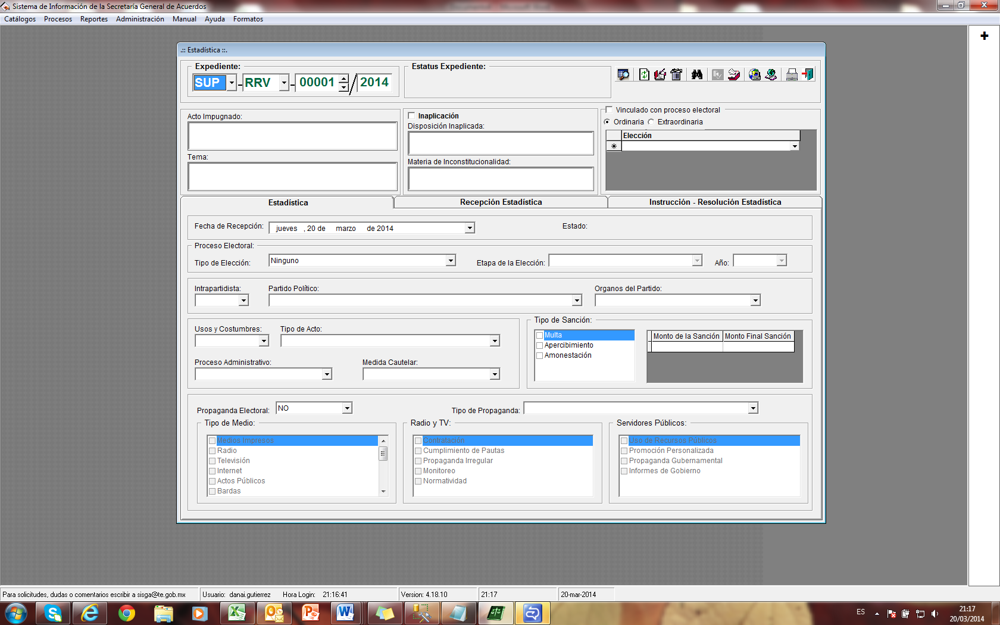 Sistema de Información de la Secretaría General de Acuerdos
Catálogos Procesos Reportes Administración Manual Ayuda Formatos
.:: Estadística ::.
Expediente:
SUP - RRV - 00001 / 2014
Estatus Expediente:
Acto Impugnado:
Tema:
Inaplicación
Disposición Inaplicada:
Materia de Inconstitucionalidad:
Vinculado con proceso electoral
Ordinaria Extraordinaria
Elección
Estadística Recepción Estadística Instrucción - Resolución Estadística
Fecha de Recepción: jueves , 20 de marzo de 2014 Estado:
Proceso Electoral:
Tipo de Elección: Ninguno Etapa de la Elección: Año:
Intrapartidista: Partido Político: Organos del Partido:
Usos y Costumbres: Tipo de Acto:
Proceso Administrativo: Medida Cautelar:
Tipo de Sanción:
Multa
Apercibimiento
Amonestación
Monto de la Sanción Monto Final Sanción
Propaganda Electoral: NO Tipo de Propaganda:
Tipo de Medio:
Medios Impresos
Radio
Televisión
Internet
Actos Públicos
Bardas
Radio y TV:
Contratación
Cumplimiento de Pautas
Propaganda Irregular
Monitoreo
Normatividad
Servidores Públicos:
Uso de Recursos Públicos
Promoción Personalizada
Propaganda Gubernamental
Informes de Gobierno
Para solicitudes, dudas o comentarios escribir a sisga@te.gob.mx Usuario: danai.gutierrez Hora Login: 21:16:41 Version: 4.18.10 21:17 20-mar-2014
ES 21:17
20/03/2014